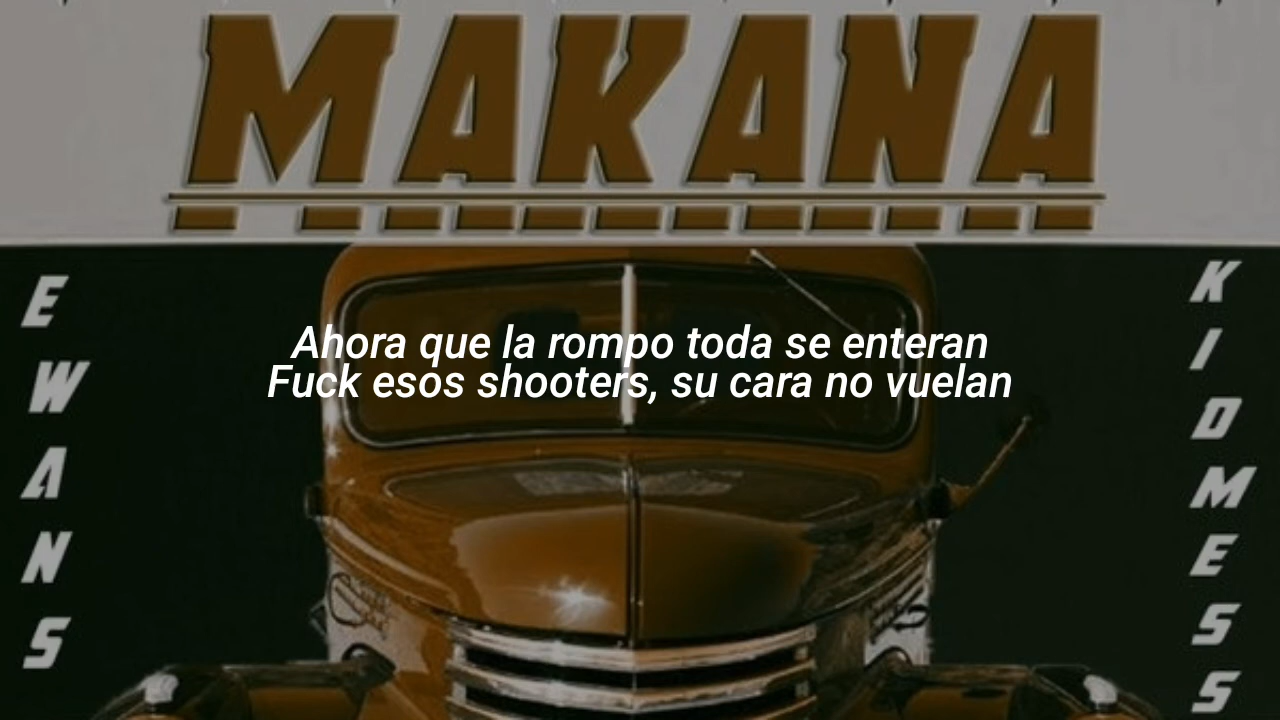 MAKANA
EWANS
KIDMESS
Ahora que la rompo toda se enteran
Fuck esos shooters, su cara no vuelan